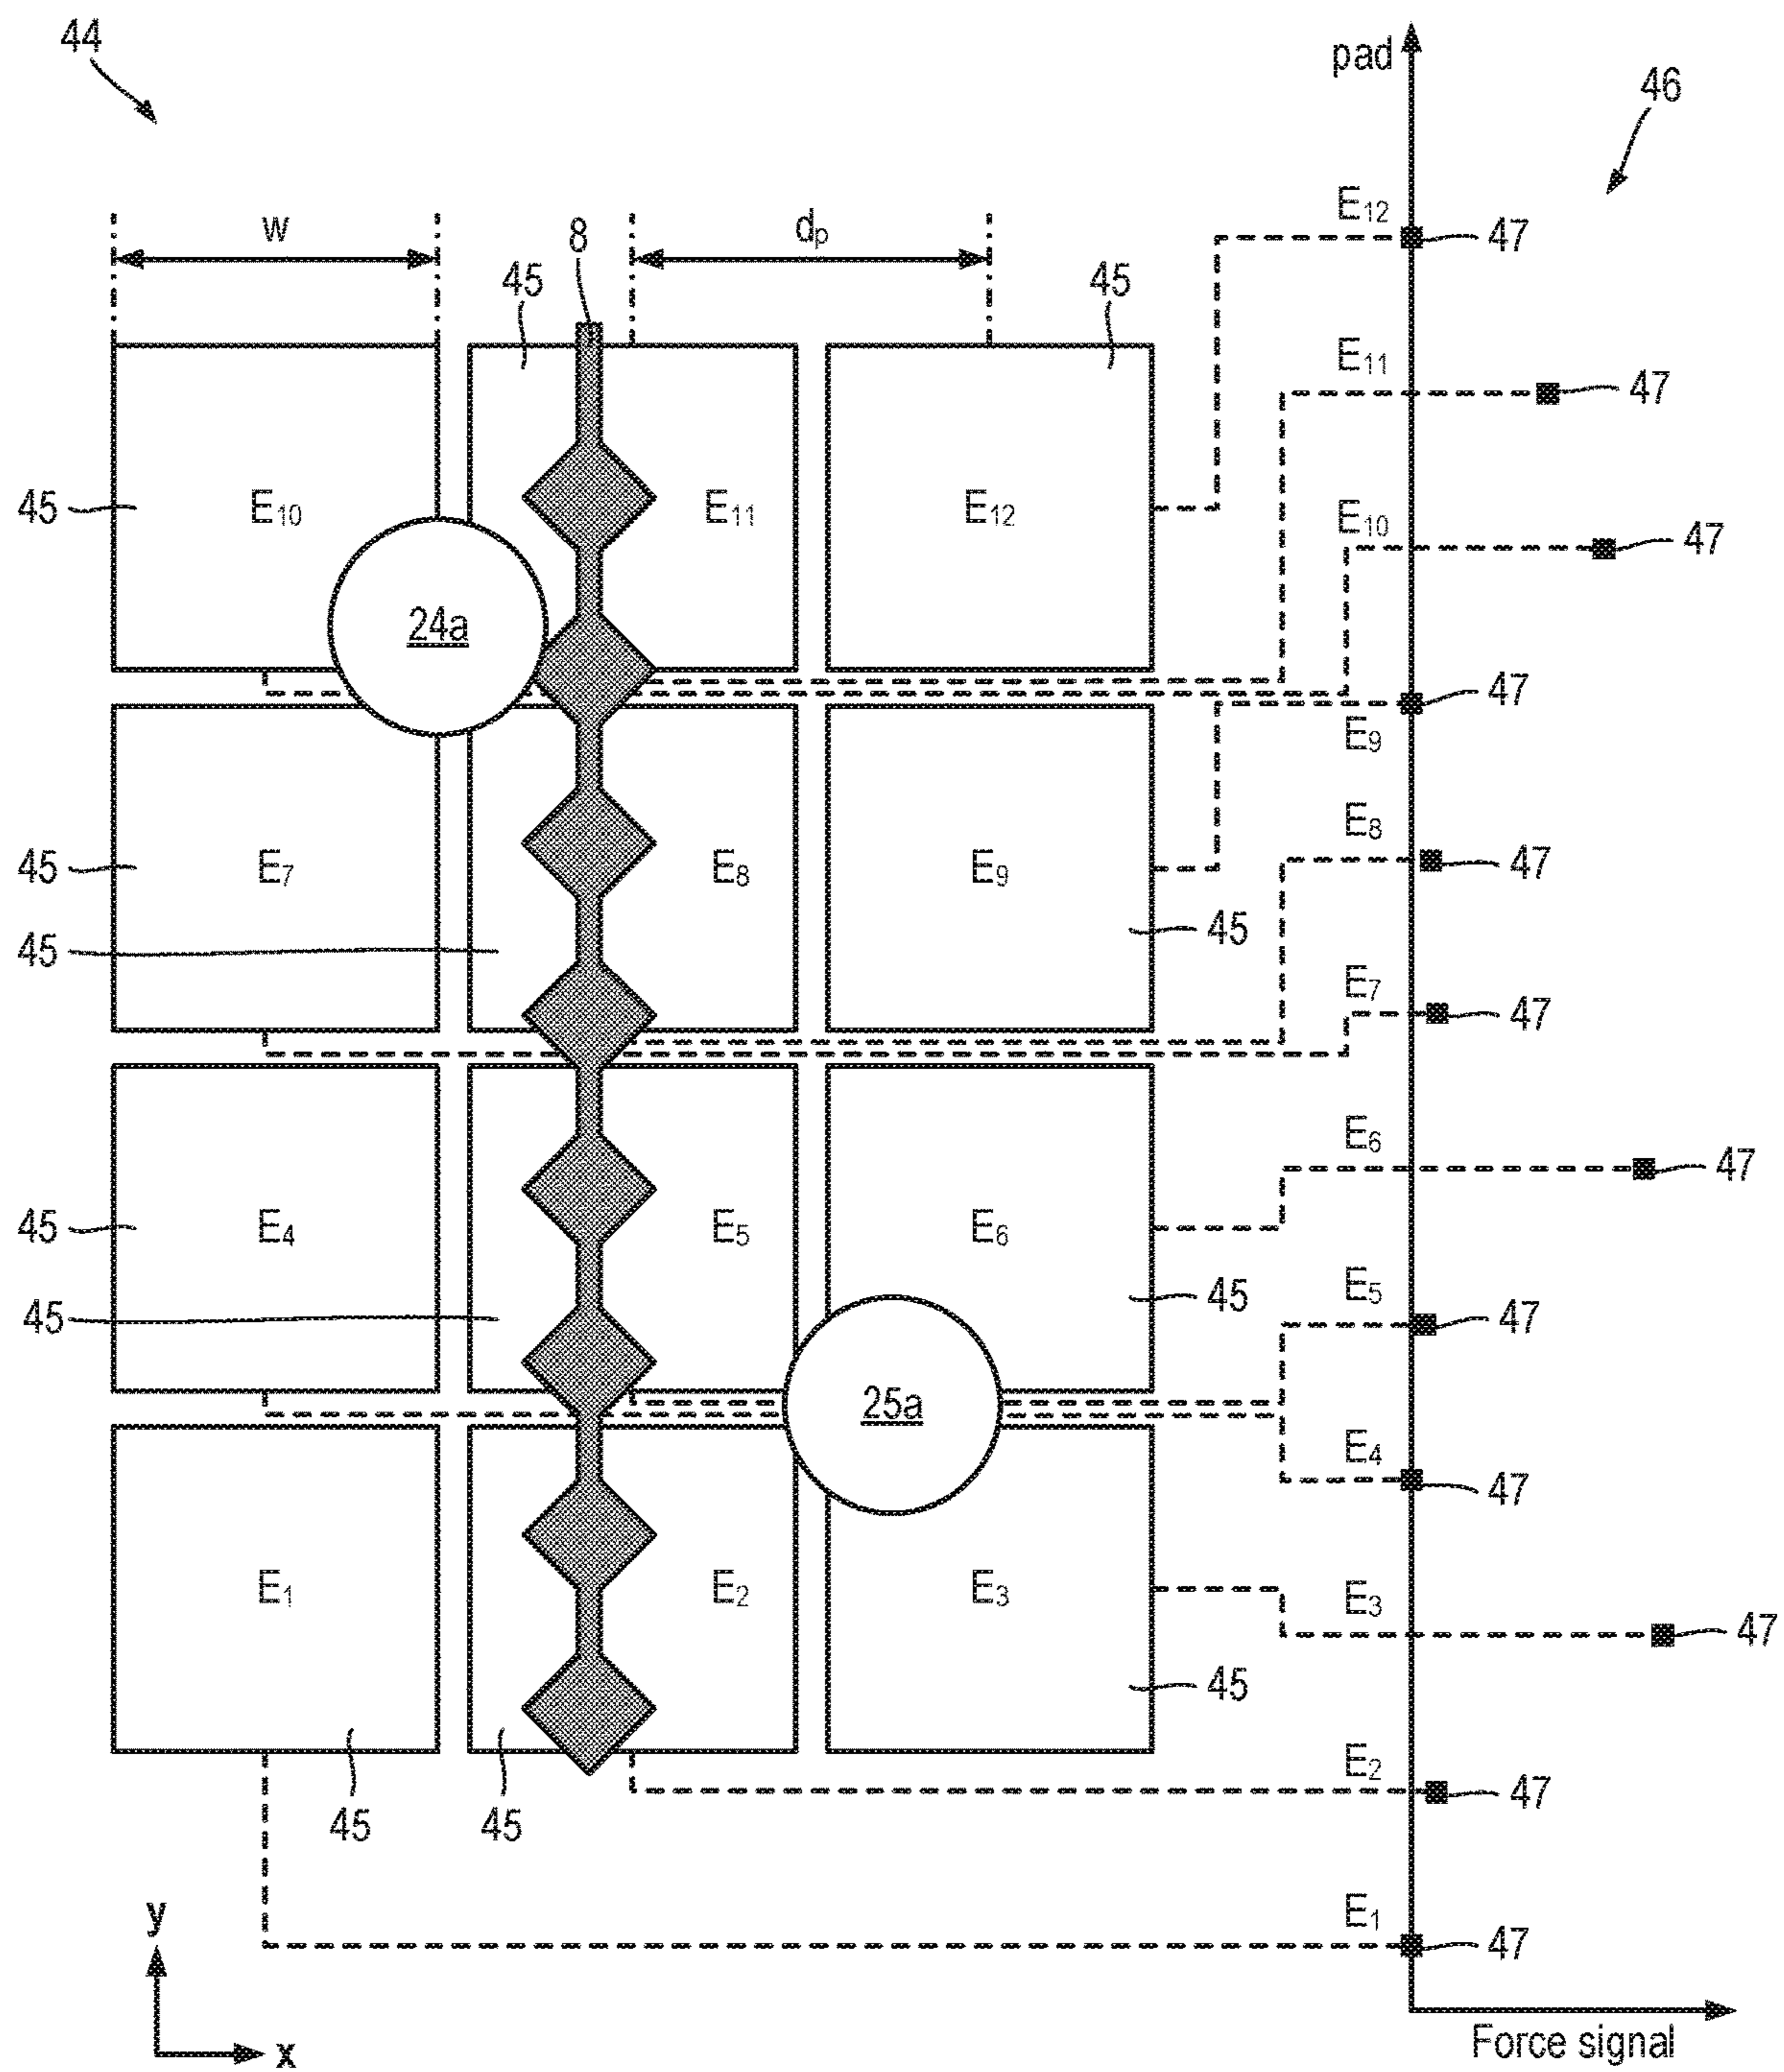 44
pad
46
w
8
dₚ
E₁₂
47
45
45
E₁₁
47
45
E₁₀
E₁₁
E₁₂
E₁₀
47
24a
47
E₉
45
E₇
E₈
E₉
E₈
47
45
45
E₇
47
E₆
47
45
E₄
E₅
E₆
45
45
E₅
47
25a
E₄
47
E₁
E₂
E₃
E₃
47
45
45
45
E₂
47
y
E₁
47
x
Force signal